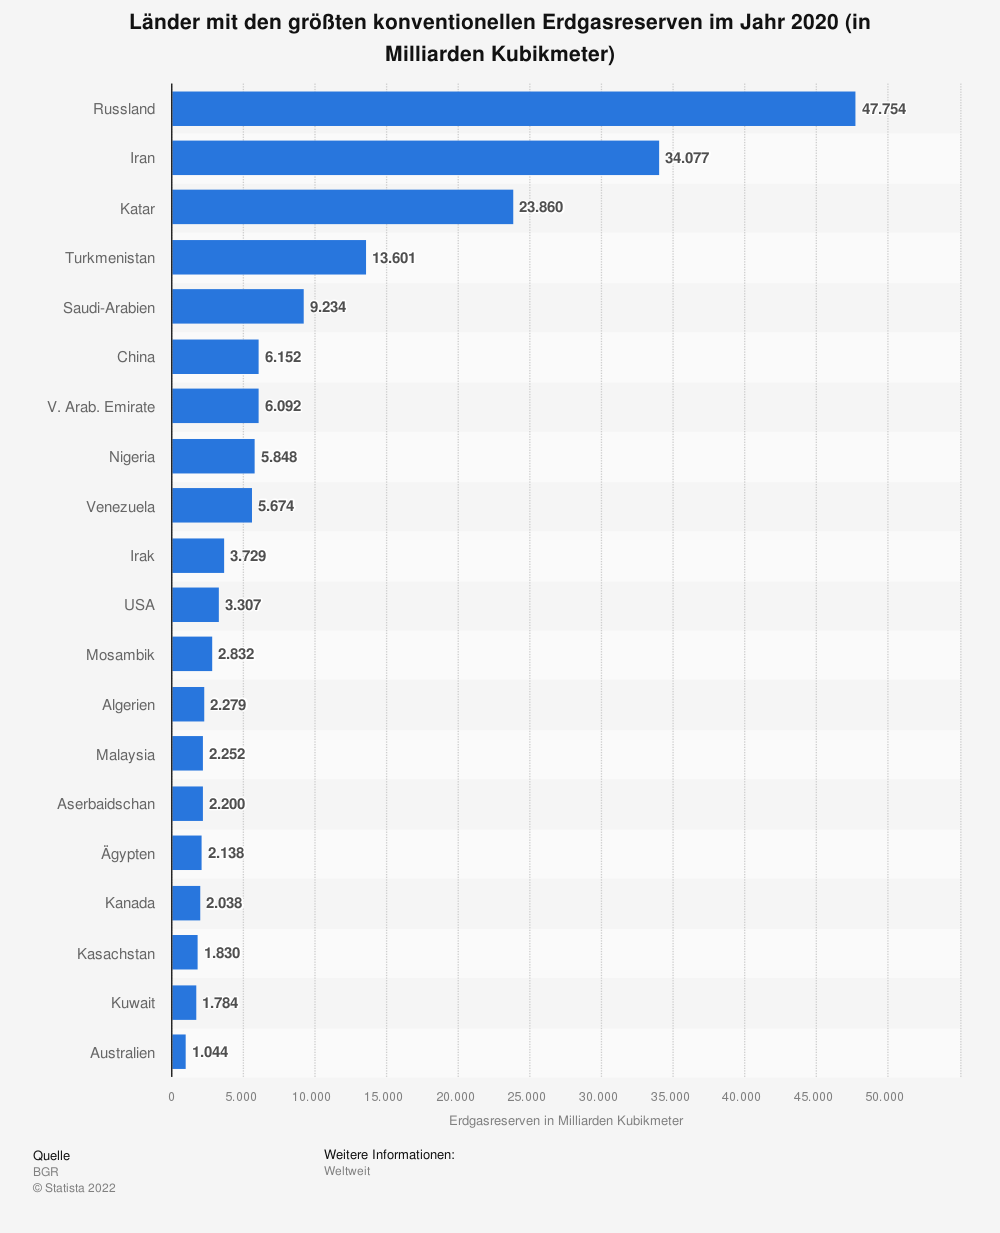 Länder mit den größten konventionellen Erdgasreserven im Jahr 2020 (in
Milliarden Kubikmeter)
Russland 47.754
Iran 34.077
Katar 23.860
Turkmenistan 13.601
Saudi-Arabien 9.234
China 6.152
V. Arab. Emirate 6.092
Nigeria 5.848
Venezuela 5.674
Irak 3.729
USA 3.307
Mosambik 2.832
Algerien 2.279
Malaysia 2.252
Aserbaidschan 2.200
Ägypten 2.138
Kanada 2.038
Kasachstan 1.830
Kuwait 1.784
Australien 1.044
0 5.000 10.000 15.000 20.000 25.000 30.000 35.000 40.000 45.000 50.000
Erdgasreserven in Milliarden Kubikmeter
Quelle
BGR
© Statista 2022
Weitere Informationen:
Weltweit